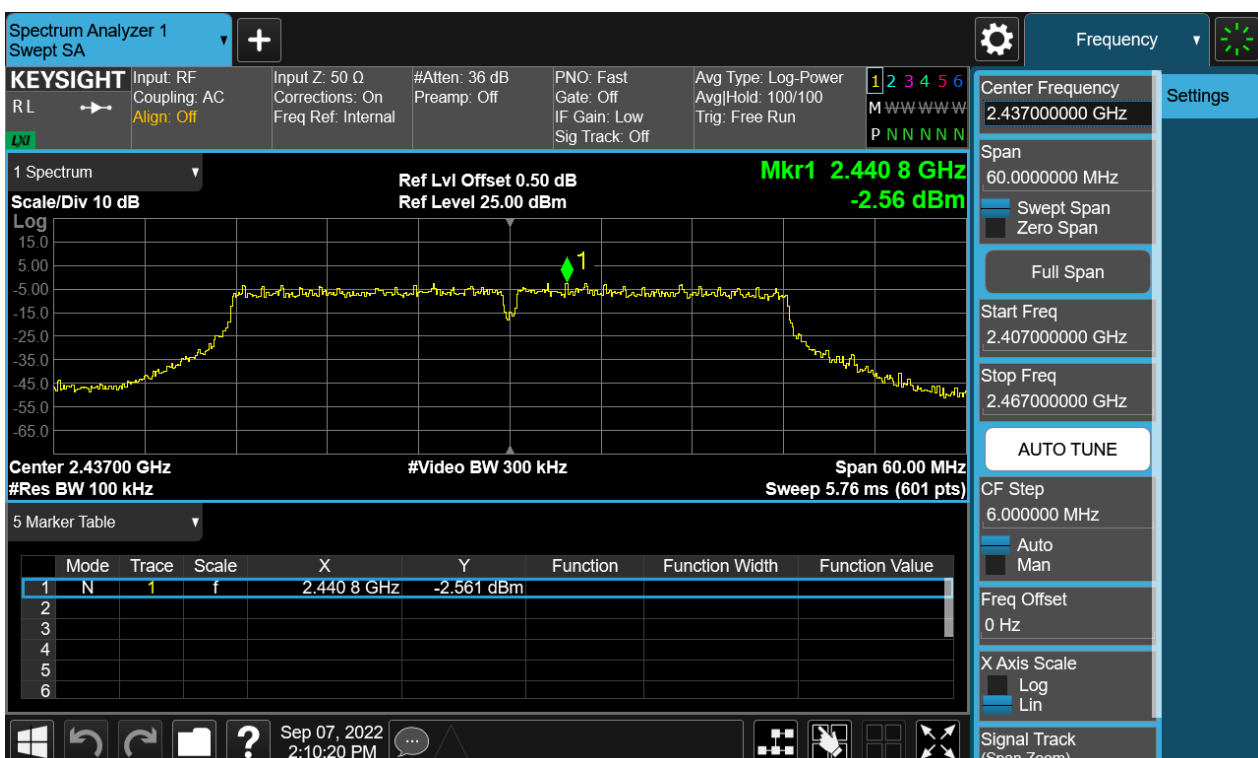 Spectrum Analyzer 1
Swept SA
+
Frequency
KEYSIGHT
RL
LXI
Input: RF
Coupling: AC
Align: Off
Input Z: 50 Ω
Corrections: On
Freq Ref: Internal
#Atten: 36 dB
Preamp: Off
PNO: Fast
Gate: Off
IF Gain: Low
Sig Track: Off
Avg Type: Log-Power
Avg|Hold: 100/100
Trig: Free Run
1 2 3 4 5 6
M W W W W W
P N N N N N
1 Spectrum
Scale/Div 10 dB
Ref Lvl Offset 0.50 dB
Ref Level 25.00 dBm
Mkr1 2.440 8 GHz
-2.56 dBm
Log
15.0
5.00
-5.00
-15.0
-25.0
-35.0
-45.0
-55.0
-65.0
1
Center 2.43700 GHz
#Res BW 100 kHz
#Video BW 300 kHz
Span 60.00 MHz
Sweep 5.76 ms (601 pts)
5 Marker Table
Mode Trace Scale X Y Function Function Width Function Value
1 N 1 f 2.440 8 GHz -2.561 dBm
2
3
4
5
6
?
Sep 07, 2022
2:10:20 PM
Center Frequency
2.437000000 GHz
Settings
Span
60.0000000 MHz
Swept Span
Zero Span
Full Span
Start Freq
2.407000000 GHz
Stop Freq
2.467000000 GHz
AUTO TUNE
CF Step
6.000000 MHz
Auto
Man
Freq Offset
0 Hz
X Axis Scale
Log
Lin
Signal Track
(Span Zoom)